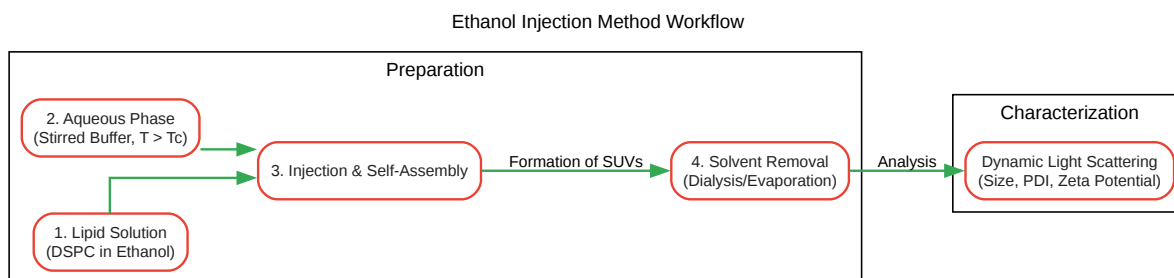 Ethanol Injection Method Workflow
Preparation
2. Aqueous Phase
(Stirred Buffer, T > Tc)
1. Lipid Solution
(DSPC in Ethanol)
3. Injection & Self-Assembly
Formation of SUVs
4. Solvent Removal
(Dialysis/Evaporation)
Analysis
Characterization
Dynamic Light Scattering
(Size, PDI, Zeta Potential)